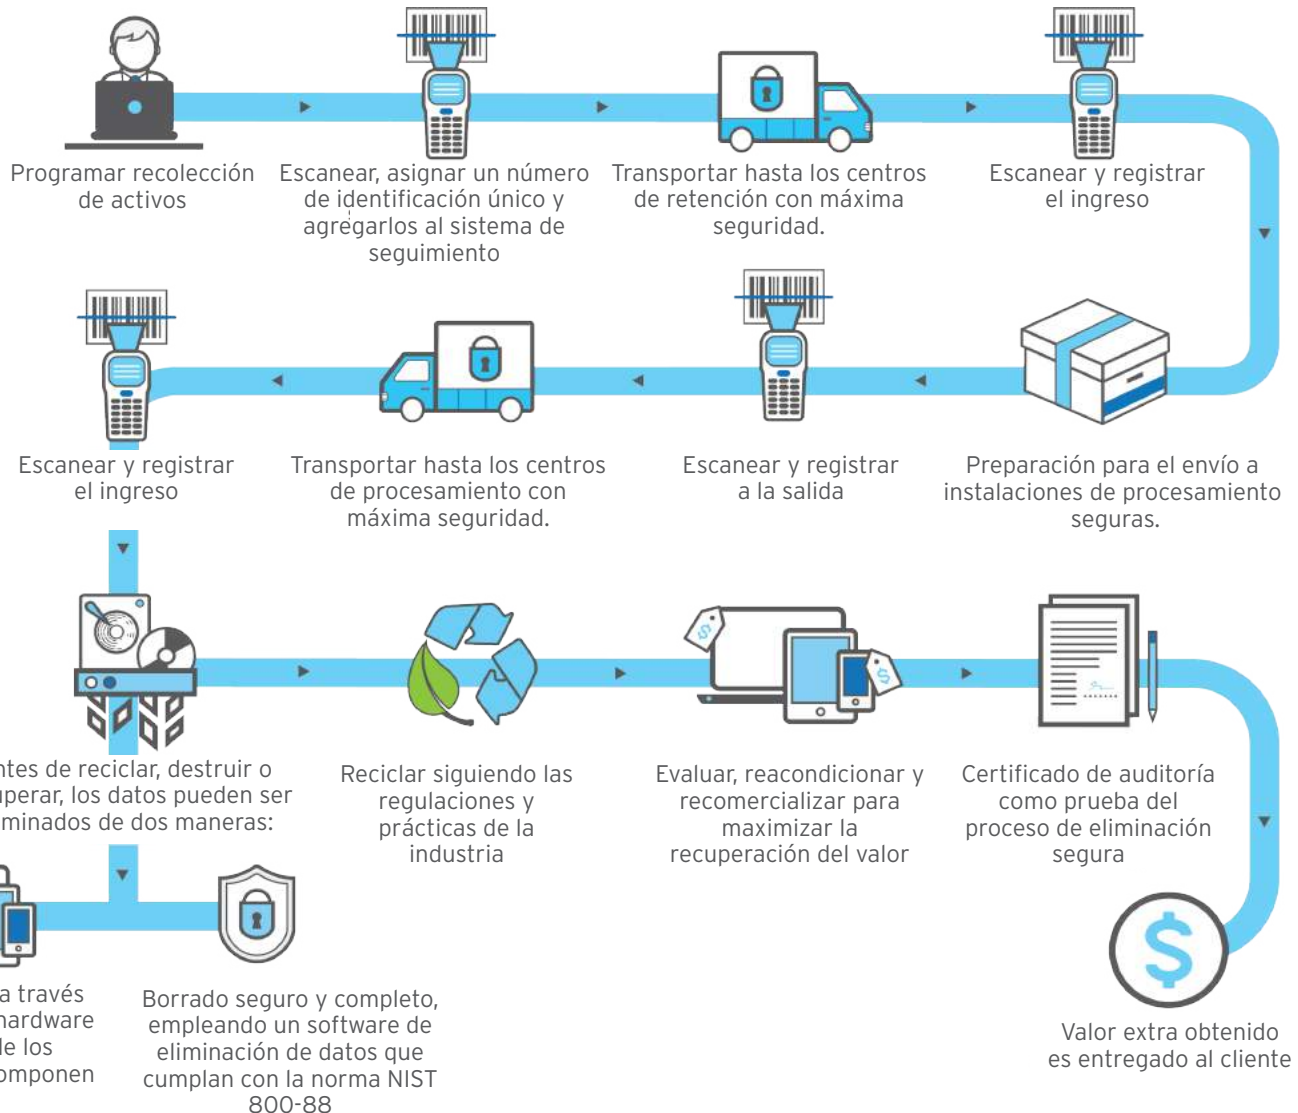 Programar recolección
de activos
Escanear, asignar un número
de identificación único y
agregarlos al sistema de
seguimiento
Transportar hasta los centros
de retención con máxima
seguridad.
Escanear y registrar
el ingreso
Escanear y registrar
el ingreso
Transportar hasta los centros
de procesamiento con
máxima seguridad.
Escanear y registrar
a la salida
Preparación para el envío a
instalaciones de procesamiento
seguras.
ntes de reciclar, destruir o
uperar, los datos pueden ser
minados de dos maneras:
Reciclar siguiendo las
regulaciones y
prácticas de la
industria
Evaluar, reacondicionar y
recomercializar para
maximizar la
recuperación del valor
Certificado de auditoría
como prueba del
proceso de eliminación
segura
a través
hardware
de los
omponen
Borrado seguro y completo,
empleando un software de
eliminación de datos que
cumplan con la norma NIST
800-88
$
Valor extra obtenido
es entregado al cliente